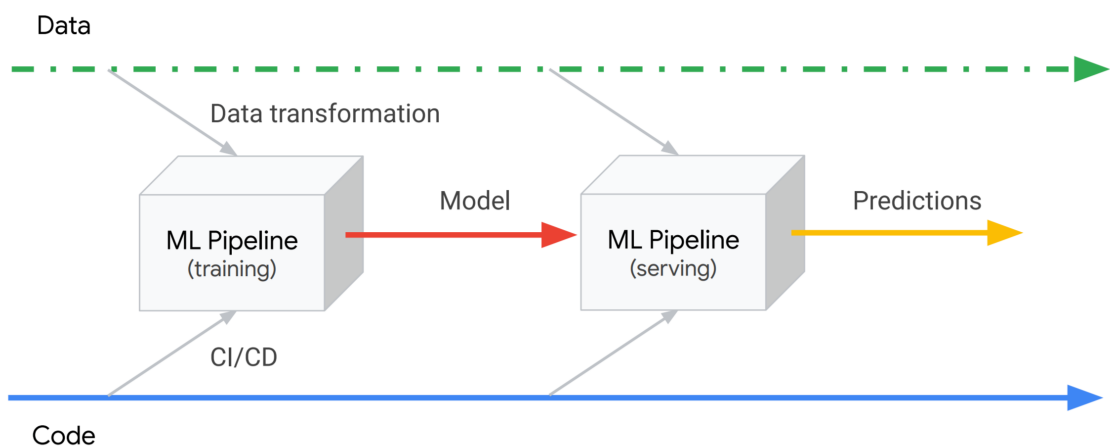 Data
Data transformation
Model
Predictions
ML Pipeline
(training)
ML Pipeline
(serving)
CI/CD
Code